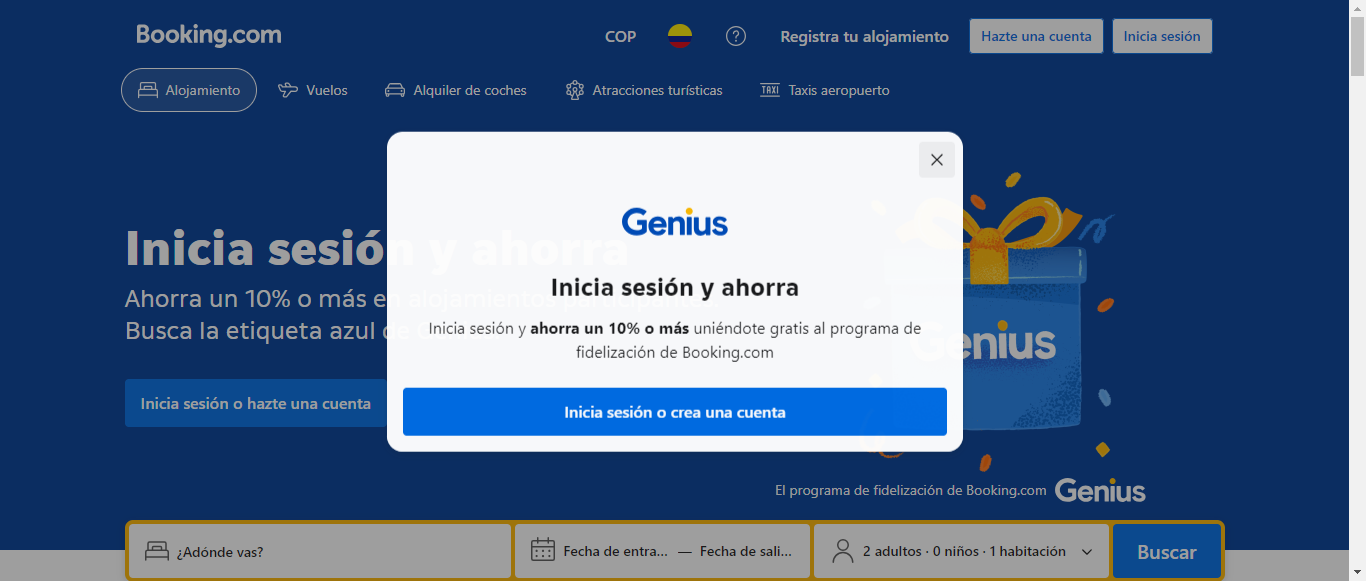 Booking.com
COP
Registra tu alojamiento
Hazte una cuenta
Inicia sesión
Alojamiento
Vuelos
Alquiler de coches
Atracciones turísticas
TAXI Taxis aeropuerto
Genius
Inicia sesión y ahorra
Inicia sesión y ahorra un 10% o más uniéndote gratis al programa de
fidelización de Booking.com
Inicia sesión o crea una cuenta
Inicia sesión y ahorra
Ahorra un 10% o más en alojamientos
Busca la etiqueta azul de
Inicia sesión o hazte una cuenta
Genius
El programa de fidelización de Booking.com Genius
¿Adónde vas?
Fecha de entra... — Fecha de sali...
2 adultos · 0 niños · 1 habitación
Buscar